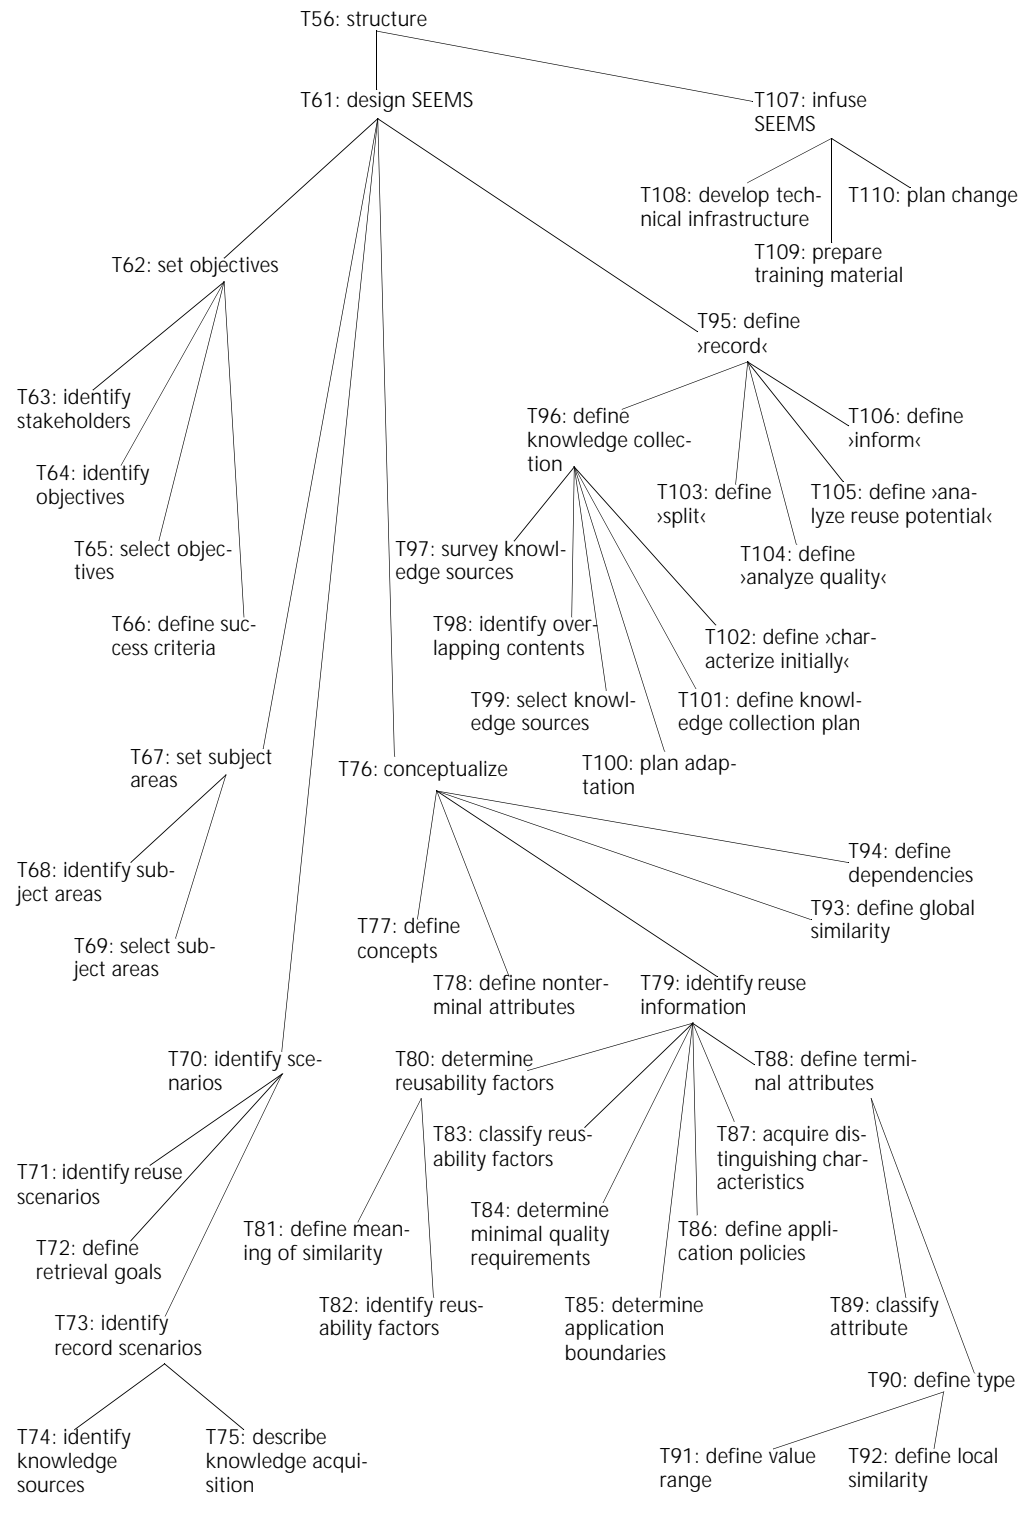 T56: structure
T61: design SEEMS
T107: infuse
SEEMS
T108: develop tech-
nical infrastructure
T110: plan change
T109: prepare
training material
T62: set objectives
T63: identify
stakeholders
T64: identify
objectives
T65: select objec-
tives
T66: define suc-
cess criteria
T95: define
›record‹
T96: define
knowledge collec-
tion
T106: define
›inform‹
T103: define
›split‹
T105: define ›ana-
lyze reuse potential‹
T104: define
›analyze quality‹
T97: survey knowl-
edge sources
T98: identify over-
lapping contents
T102: define ›char-
acterize initially‹
T99: select knowl-
edge sources
T101: define knowl-
edge collection plan
T100: plan adap-
tation
T67: set subject
areas
T68: identify sub-
ject areas
T69: select sub-
ject areas
T76: conceptualize
T94: define
dependencies
T93: define global
similarity
T77: define
concepts
T78: define nonter-
minal attributes
T79: identify reuse
information
T70: identify sce-
narios
T71: identify reuse
scenarios
T72: define
retrieval goals
T73: identify
record scenarios
T74: identify
knowledge
sources
T75: describe
knowledge acqui-
sition
T80: determine
reusability factors
T88: define termi-
nal attributes
T83: classify reus-
ability factors
T87: acquire dis-
tinguishing char-
acteristics
T81: define mean-
ing of similarity
T84: determine
minimal quality
requirements
T86: define appli-
cation policies
T82: identify reus-
ability factors
T85: determine
application
boundaries
T89: classify
attribute
T90: define type
T91: define value
range
T92: define local
similarity